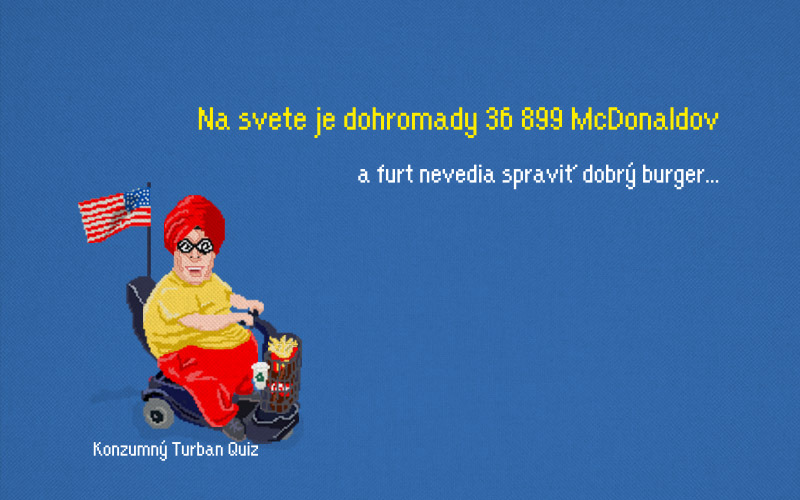 Na svete je dohromady 36 899 McDonaldov
a furt nevedia spraviť dobrý burger...
Konzumný Turban Quiz